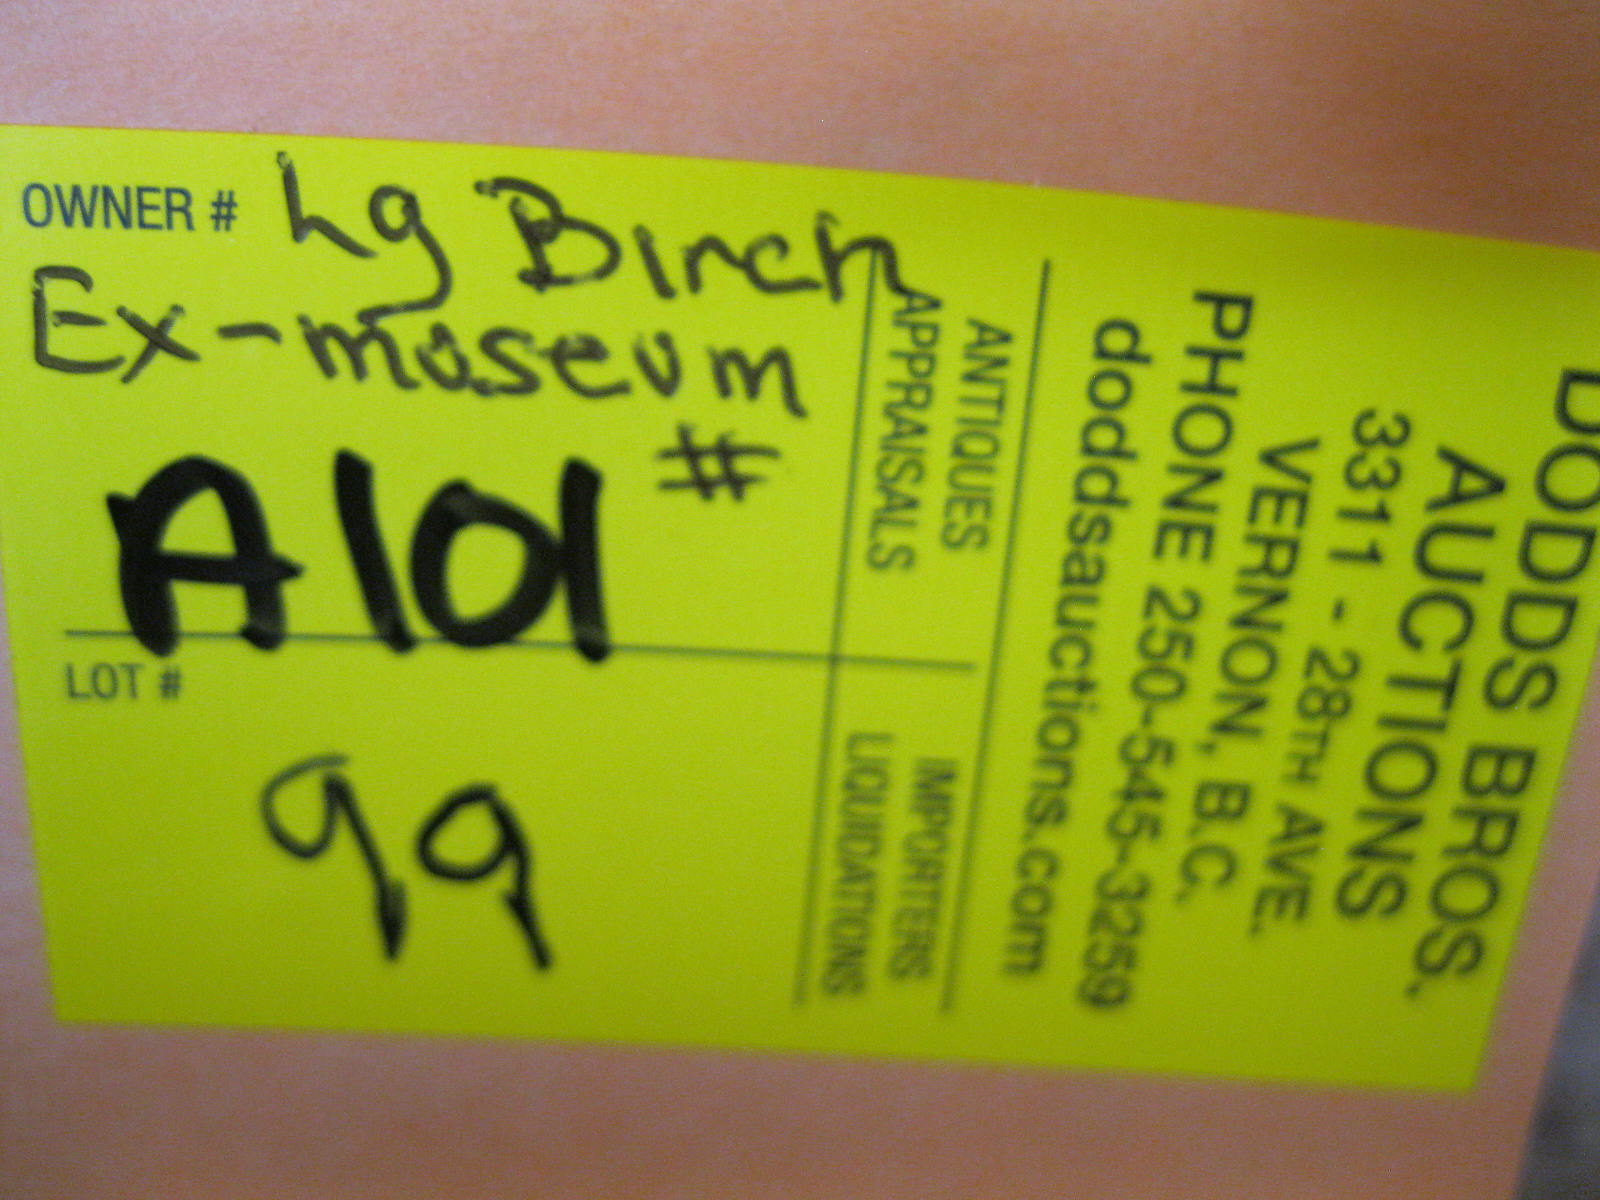 OWNER # Lg Birch
Ex-museum
#
A101
LOT #
99
DODDS BROS.
AUCTIONS
3311 - 28TH AVE.
VERNON, B.C.
PHONE 250-545-3259
doddsauctions.com
ANTIQUES
APPRAISALS
IMPORTERS
LIQUIDATIONS